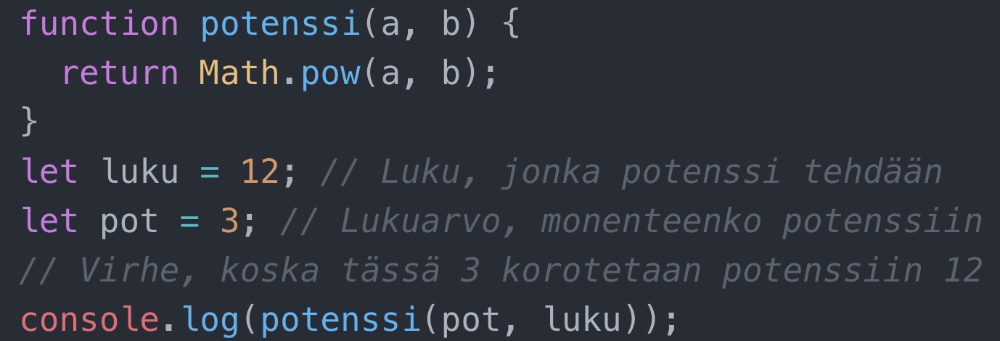 function potenssi(a, b) {
  return Math.pow(a, b);
}
let luku = 12; // Luku, jonka potenssi tehdään
let pot = 3; // Lukuarvo, monenteenko potenssiin
// Virhe, koska tässä 3 korotetaan potenssiin 12
console.log(potenssi(pot, luku));